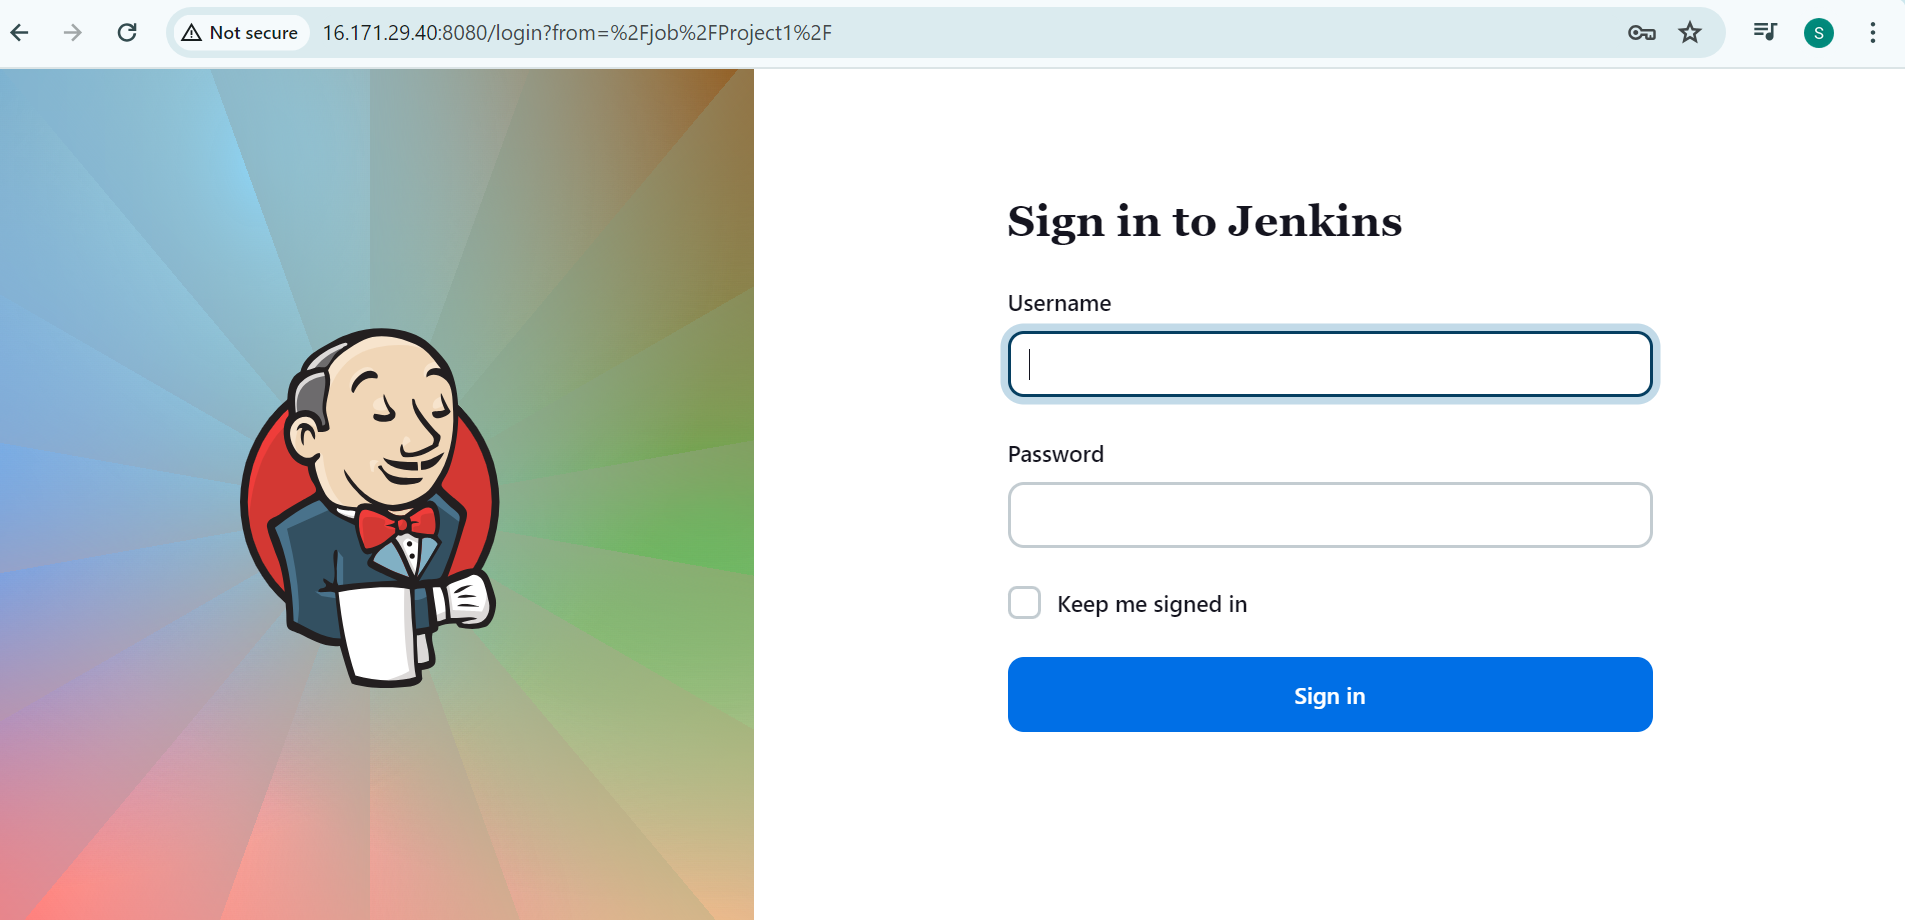 Not secure 16.171.29.40:8080/login?from=%2Fjob%2FProject1%2F S
Sign in to Jenkins
Username
Password
Keep me signed in
Sign in